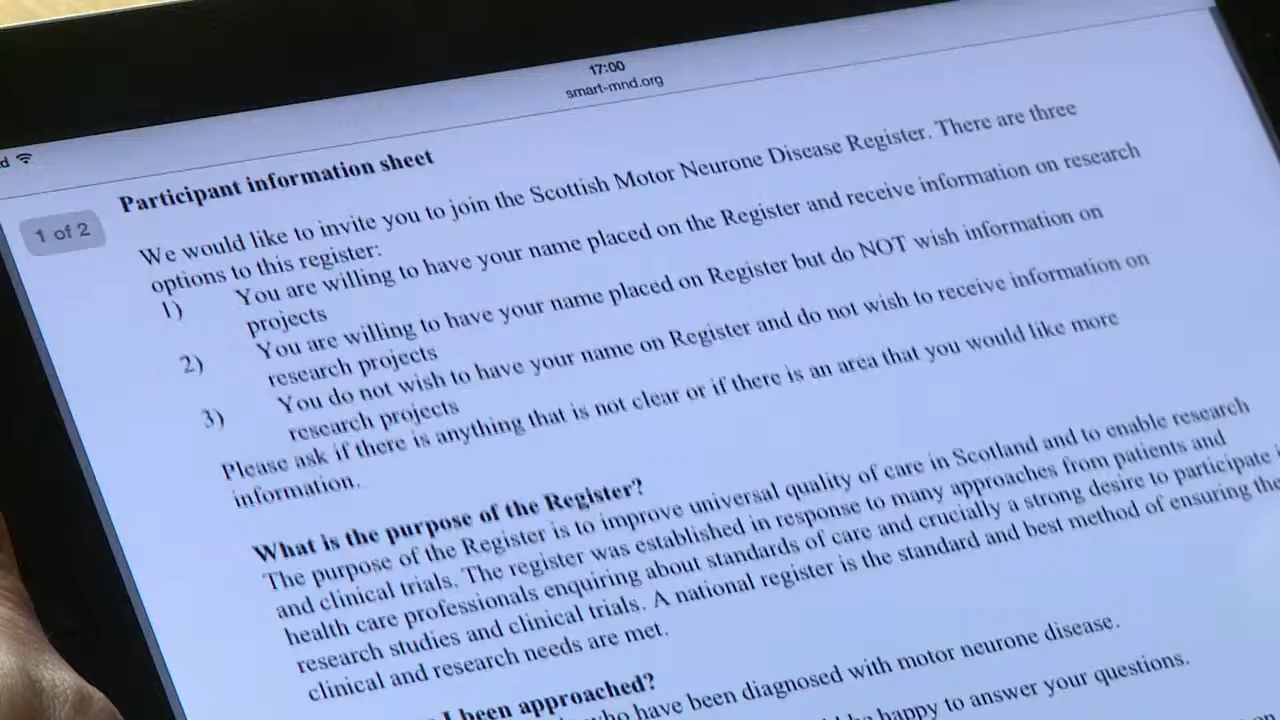 17:00
smart-mnd.org
1 of 2
Participant information sheet
We would like to invite you to join the Scottish Motor Neurone Disease Register. There are three
options to this register:
1) You are willing to have your name placed on the Register and receive information on research
projects
2) You are willing to have your name placed on Register but do NOT wish information on
research projects
3) You do not wish to have your name on Register and do not wish to receive information on
research projects
Please ask if there is anything that is not clear or if there is an area that you would like more
information.
What is the purpose of the Register?
The purpose of the Register is to improve universal quality of care in Scotland and to enable research
and clinical trials. The register was established in response to many approaches from patients and
health care professionals enquiring about standards of care and crucially a strong desire to participate
research studies and clinical trials. A national register is the standard and best method of ensuring the
clinical and research needs are met.
I been approached?
who have been diagnosed with motor neurone disease.
be happy to answer your questions.